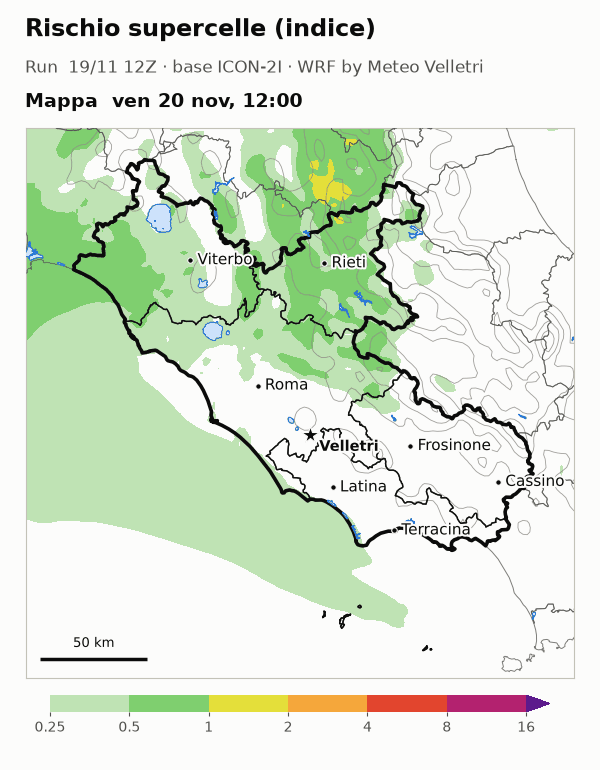 Rischio supercelle (indice)
Run 19/11 12Z · base ICON-2I · WRF by Meteo Velletri
Mappa ven 20 nov, 12:00
Viterbo
Rieti
Roma
Velletri
Frosinone
Cassino
Latina
Terracina
50 km
0.25 0.5 1 2 4 8 16